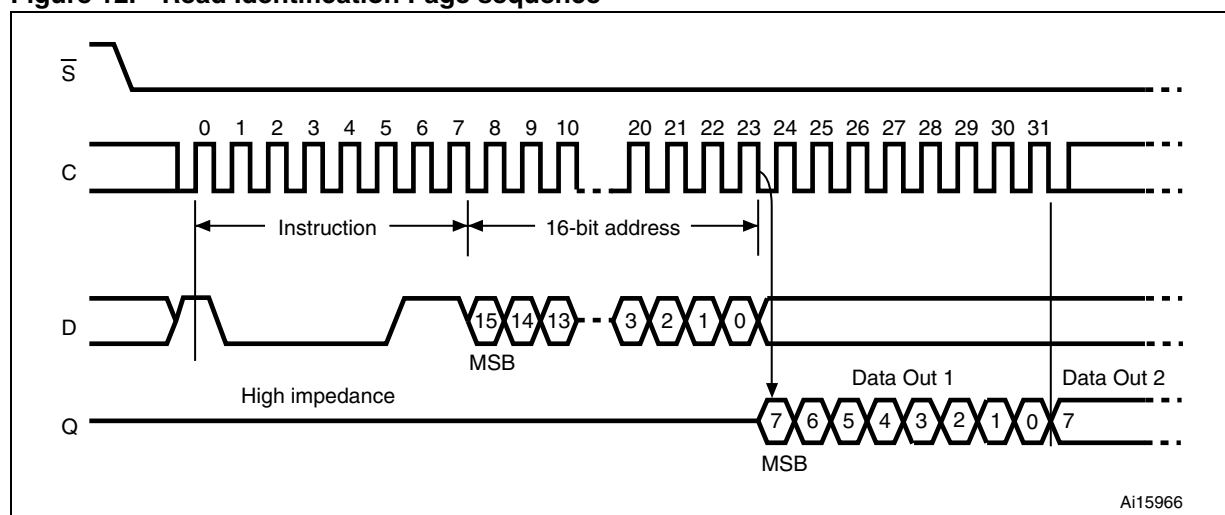 Figure 12. Read Identification Page sequence
S
0 1 2 3 4 5 6 7 8 9 10 20 21 22 23 24 25 26 27 28 29 30 31
C
Instruction 16-bit address
D
15 14 13 3 2 1 0
MSB
High impedance
Data Out 1 Data Out 2
Q
7 6 5 4 3 2 1 0 7
MSB
Ai15966